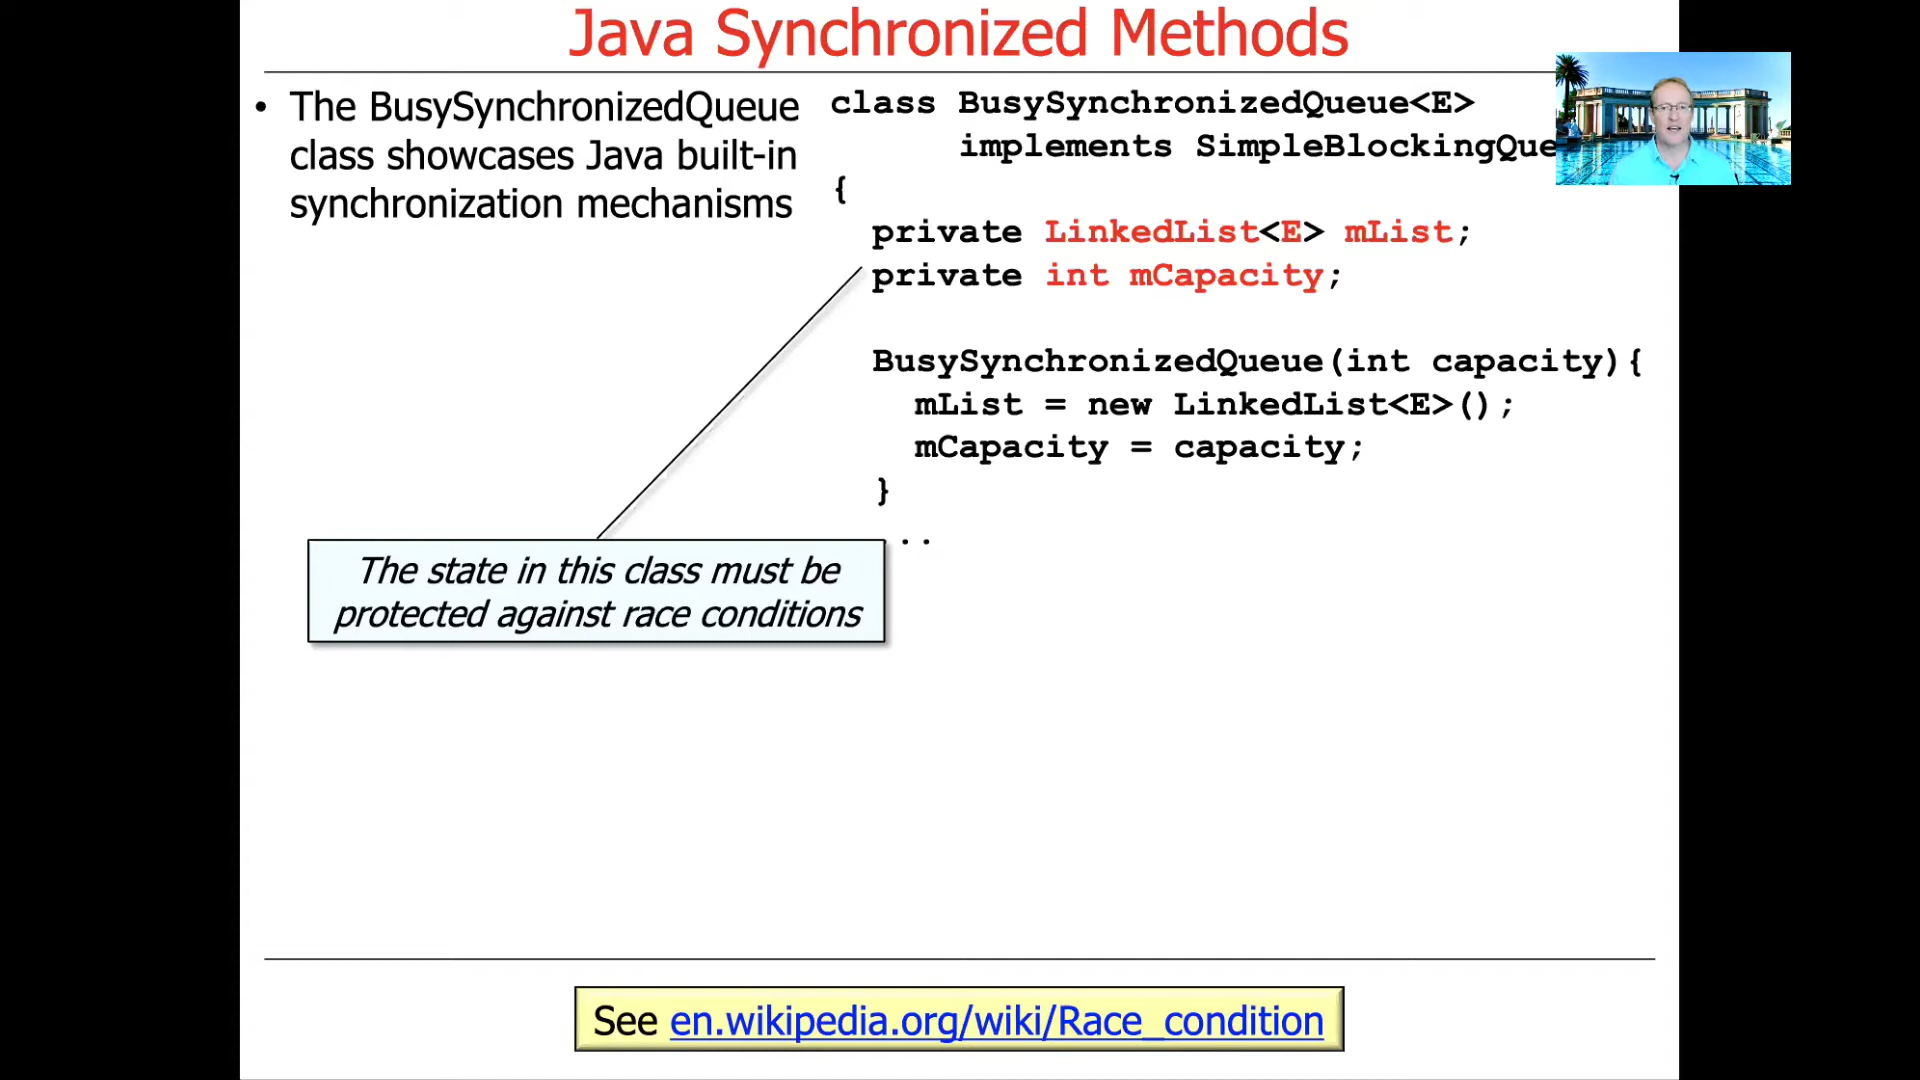 Java Synchronized Methods
• The BusySynchronizedQueue
class showcases Java built-in
synchronization mechanisms
class BusySynchronizedQueue<E>
implements SimpleBlockingQue
{
private LinkedList<E> mList;
private int mCapacity;
BusySynchronizedQueue(int capacity){
mList = new LinkedList<E>();
mCapacity = capacity;
}
..
The state in this class must be
protected against race conditions
See en.wikipedia.org/wiki/Race_condition